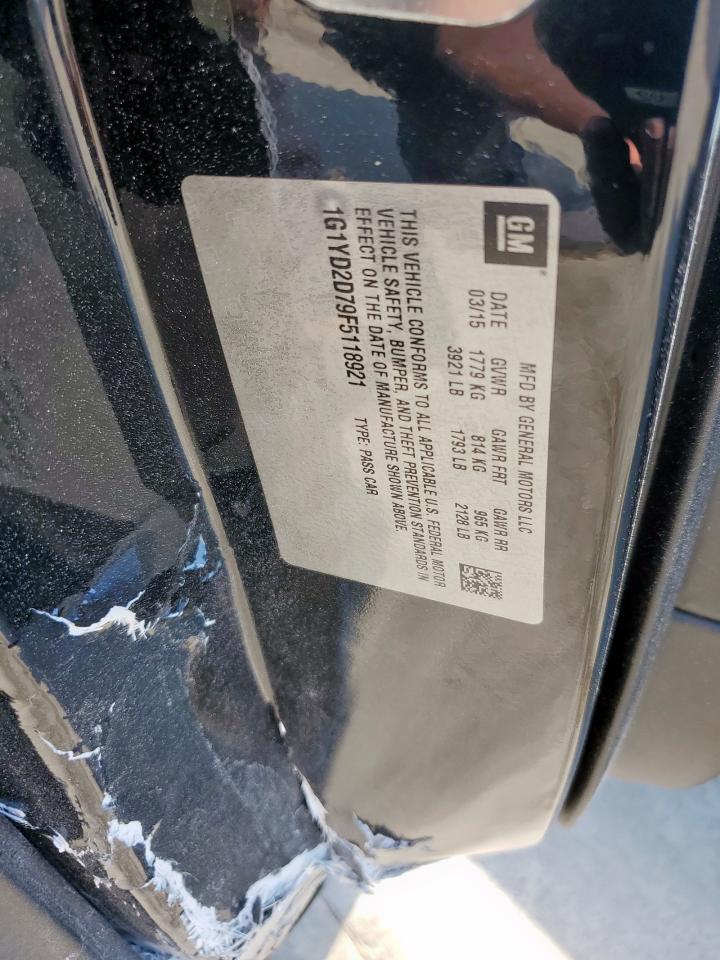 GM
MFD BY GENERAL MOTORS LLC
DATE GVWR GAWR FRT GAWR RR
03/15 1779 KG 814 KG 965 KG
3921 LB 1793 LB 2128 LB
THIS VEHICLE CONFORMS TO ALL APPLICABLE U.S. FEDERAL MOTOR
VEHICLE SAFETY, BUMPER, AND THEFT PREVENTION STANDARDS IN
EFFECT ON THE DATE OF MANUFACTURE SHOWN ABOVE.
1G1YD2D79F5118921 TYPE: PASS CAR